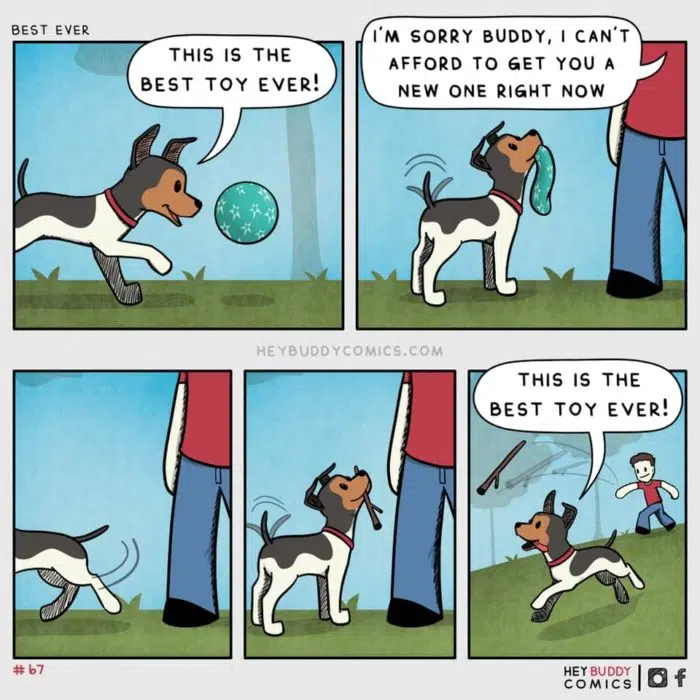 BEST EVER
THIS IS THE
BEST TOY EVER!
I'M SORRY BUDDY, I CAN'T
AFFORD TO GET YOU A
NEW ONE RIGHT NOW
HEYBUDDYCOMICS.COM
THIS IS THE
BEST TOY EVER!
#67
HEY BUDDY
COMICS
f